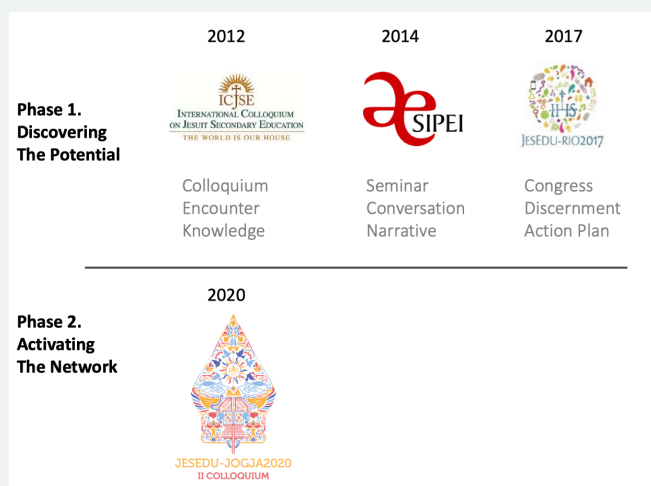 2012
2014
2017
Phase 1.
Discovering
The Potential
ICJSE
INTERNATIONAL COLLOQUIUM
ON JESUIT SECONDARY EDUCATION
THE WORLD IS OUR HOUSE
æ SIPEI
IHS
JESEDU-RIO2017
Colloquium
Encounter
Knowledge
Seminar
Conversation
Narrative
Congress
Discernment
Action Plan
2020
Phase 2.
Activating
The Network
JESEDU-JOGJA2020
II COLLOQUIUM